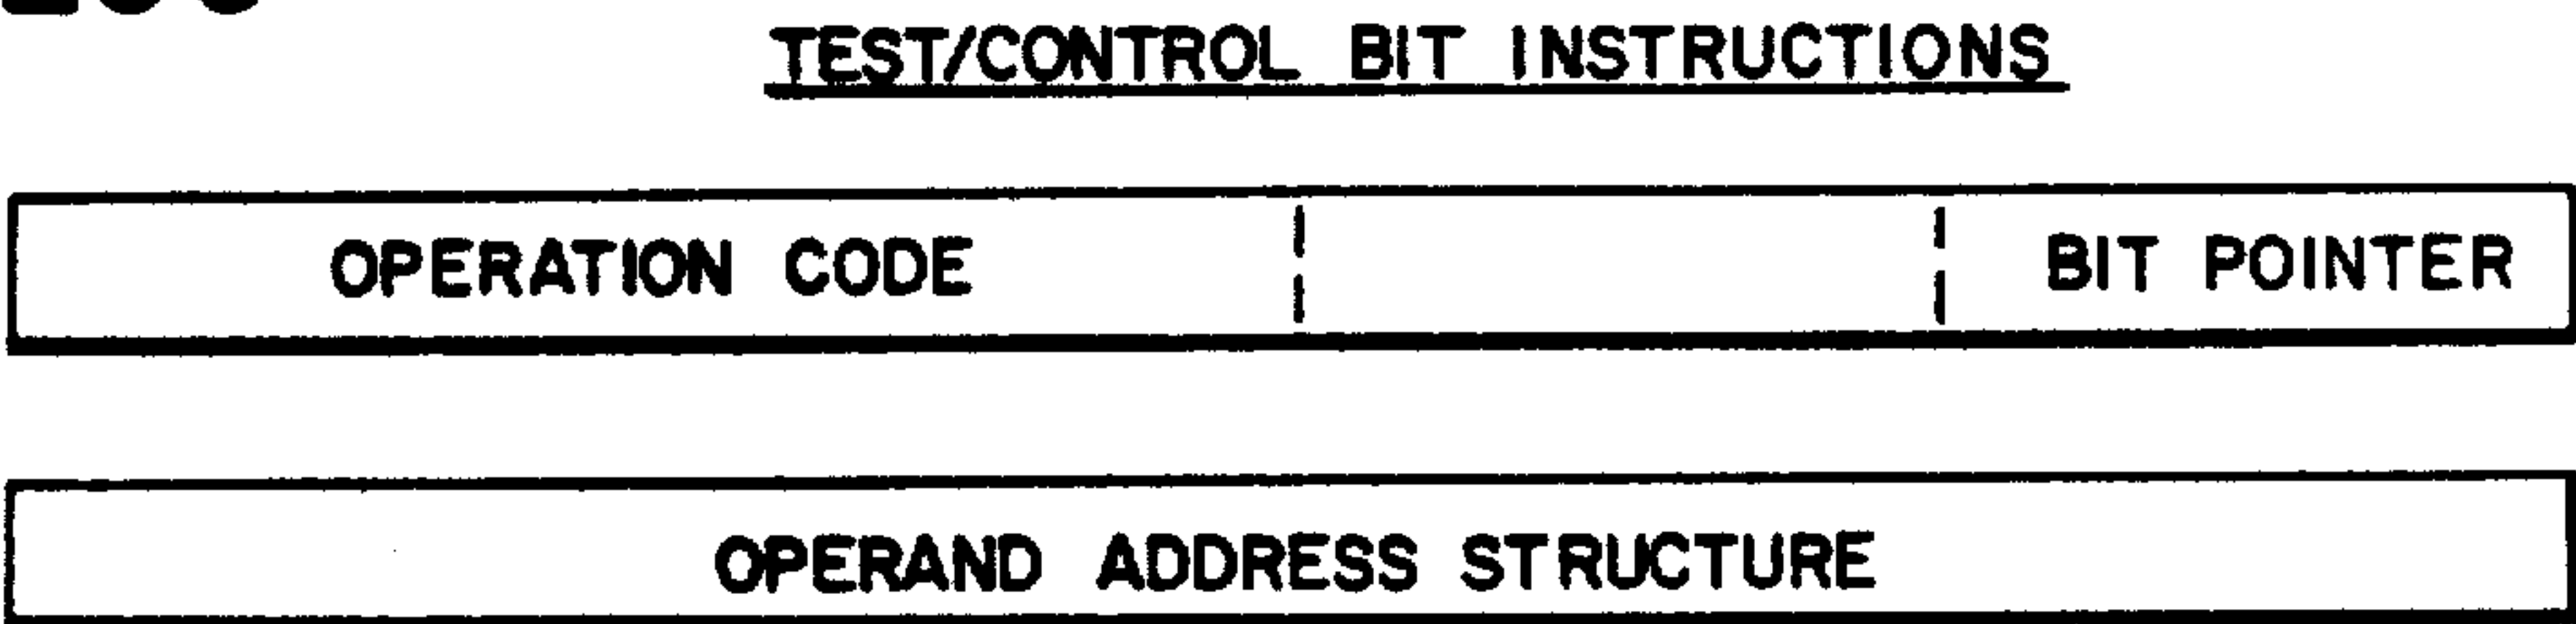 TEST/CONTROL BIT INSTRUCTIONS
OPERATION CODE BIT POINTER
OPERAND ADDRESS STRUCTURE